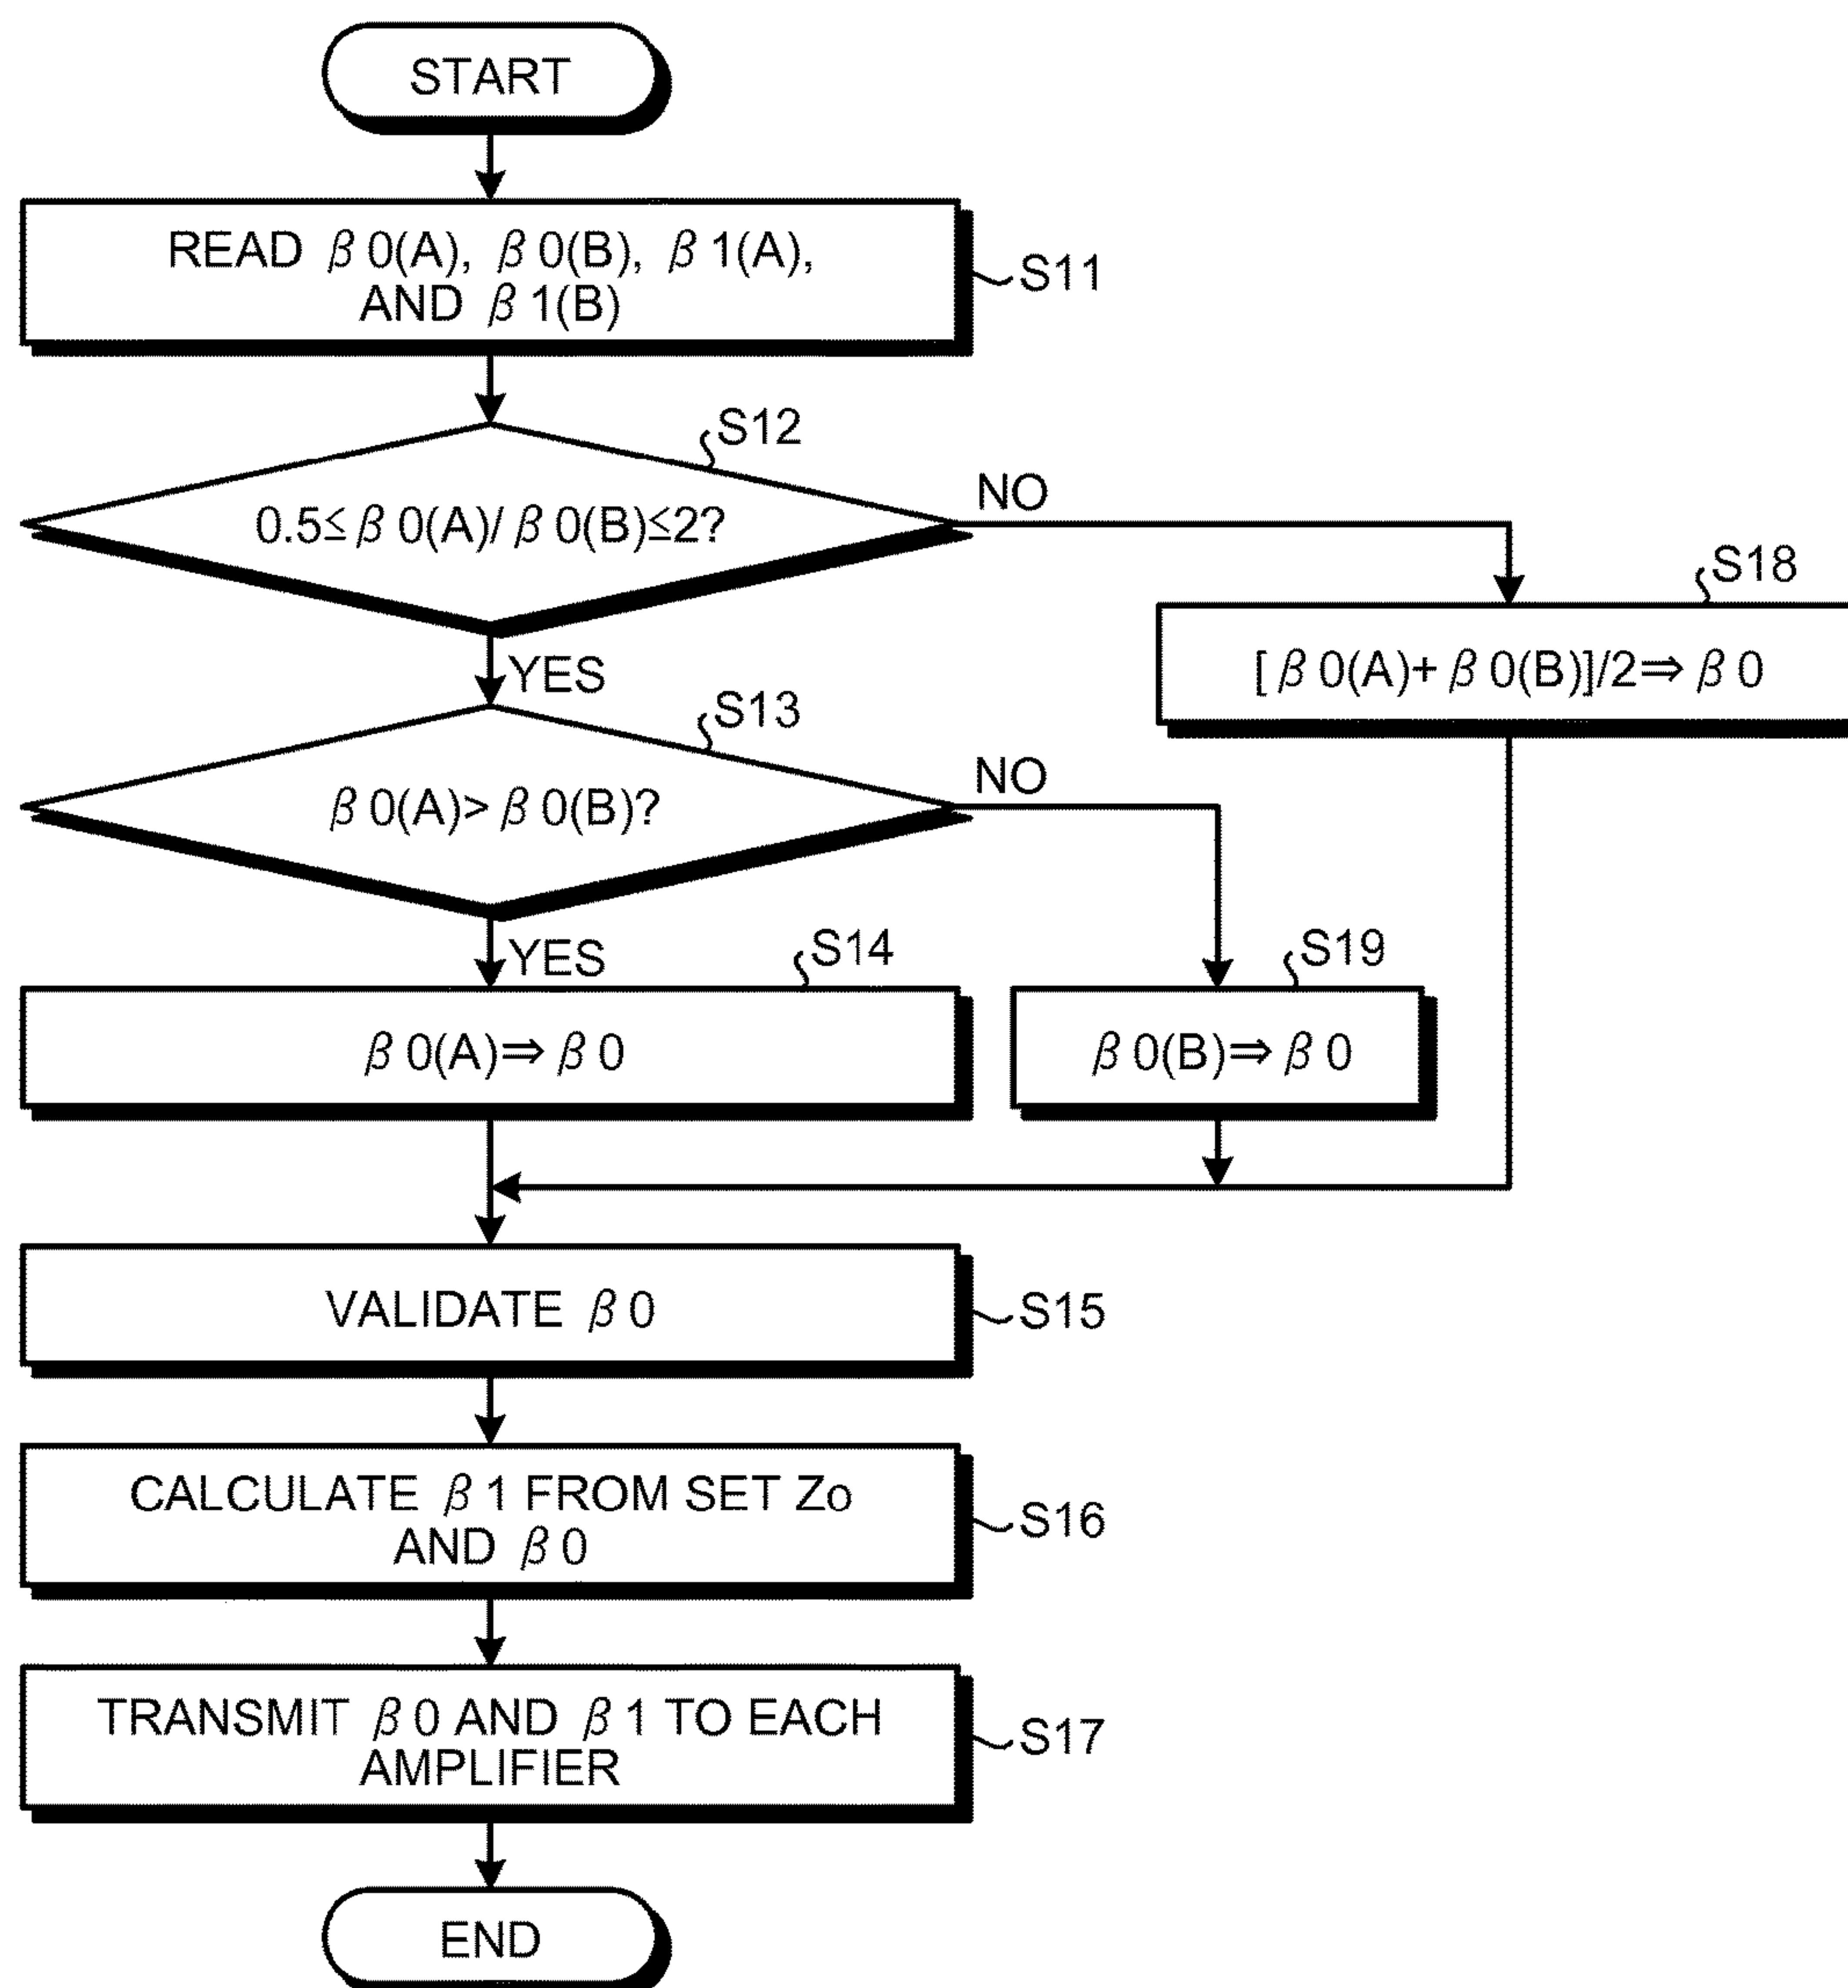 START
READ β0(A), β0(B), β1(A),
AND β1(B)
S11
S12
0.5≤β0(A)/β0(B)≤2?
NO
S18
[β0(A)+β0(B)]/2⇒β0
YES
S13
β0(A)>β0(B)?
NO
YES
S14
β0(A)⇒β0
S19
β0(B)⇒β0
VALIDATE β0
S15
CALCULATE β1 FROM SET Zo
AND β0
S16
TRANSMIT β0 AND β1 TO EACH
AMPLIFIER
S17
END